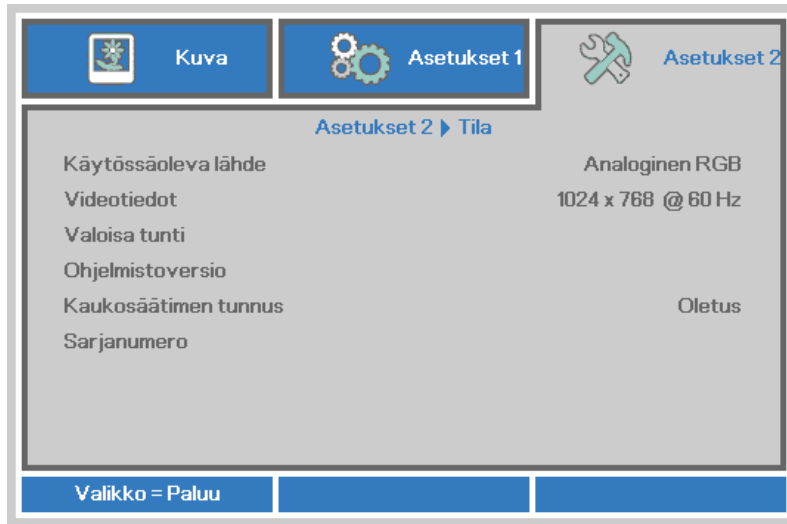 Kuva Asetukset 1 Asetukset 2
Asetukset 2 Tila
Käytössäoleva lähde Analoginen RGB
Videotiedot 1024 x 768 @ 60 Hz
Valoisa tunti
Ohjelmistoversio
Kaukosäätimen tunnus Oletus
Sarjanumero
Valikko = Paluu